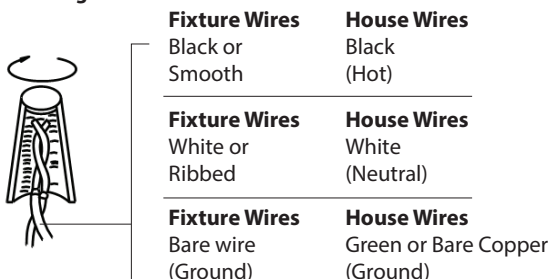 Fixture Wires House Wires
Black or Black
Smooth (Hot)
Fixture Wires House Wires
White or White
Ribbed (Neutral)
Fixture Wires House Wires
Bare wire Green or Bare Copper
(Ground) (Ground)